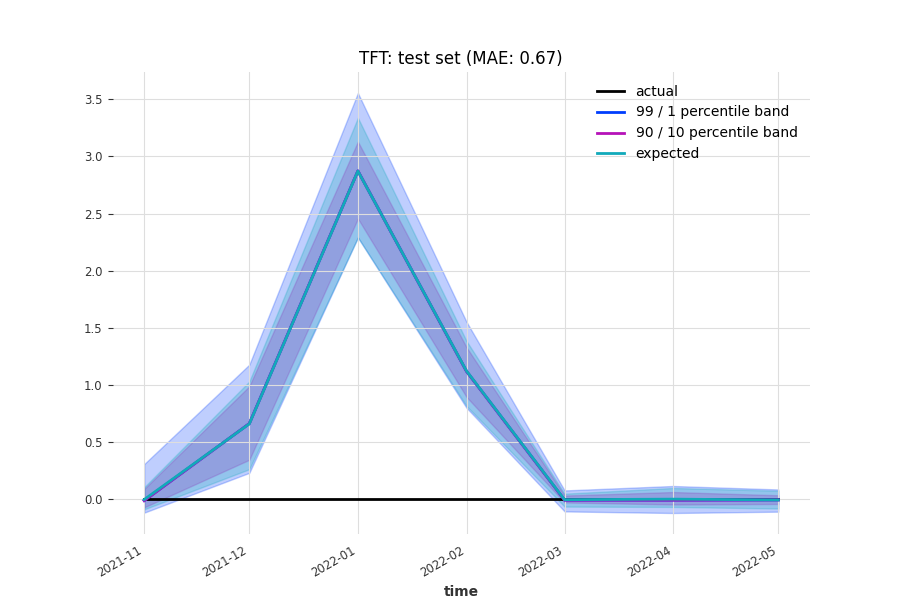 TFT: test set (MAE: 0.67)
actual
99 / 1 percentile band
90 / 10 percentile band
expected
3.5
3.0
2.5
2.0
1.5
1.0
0.5
0.0
2021-11
2021-12
2022-01
2022-02
2022-03
2022-04
2022-05
time